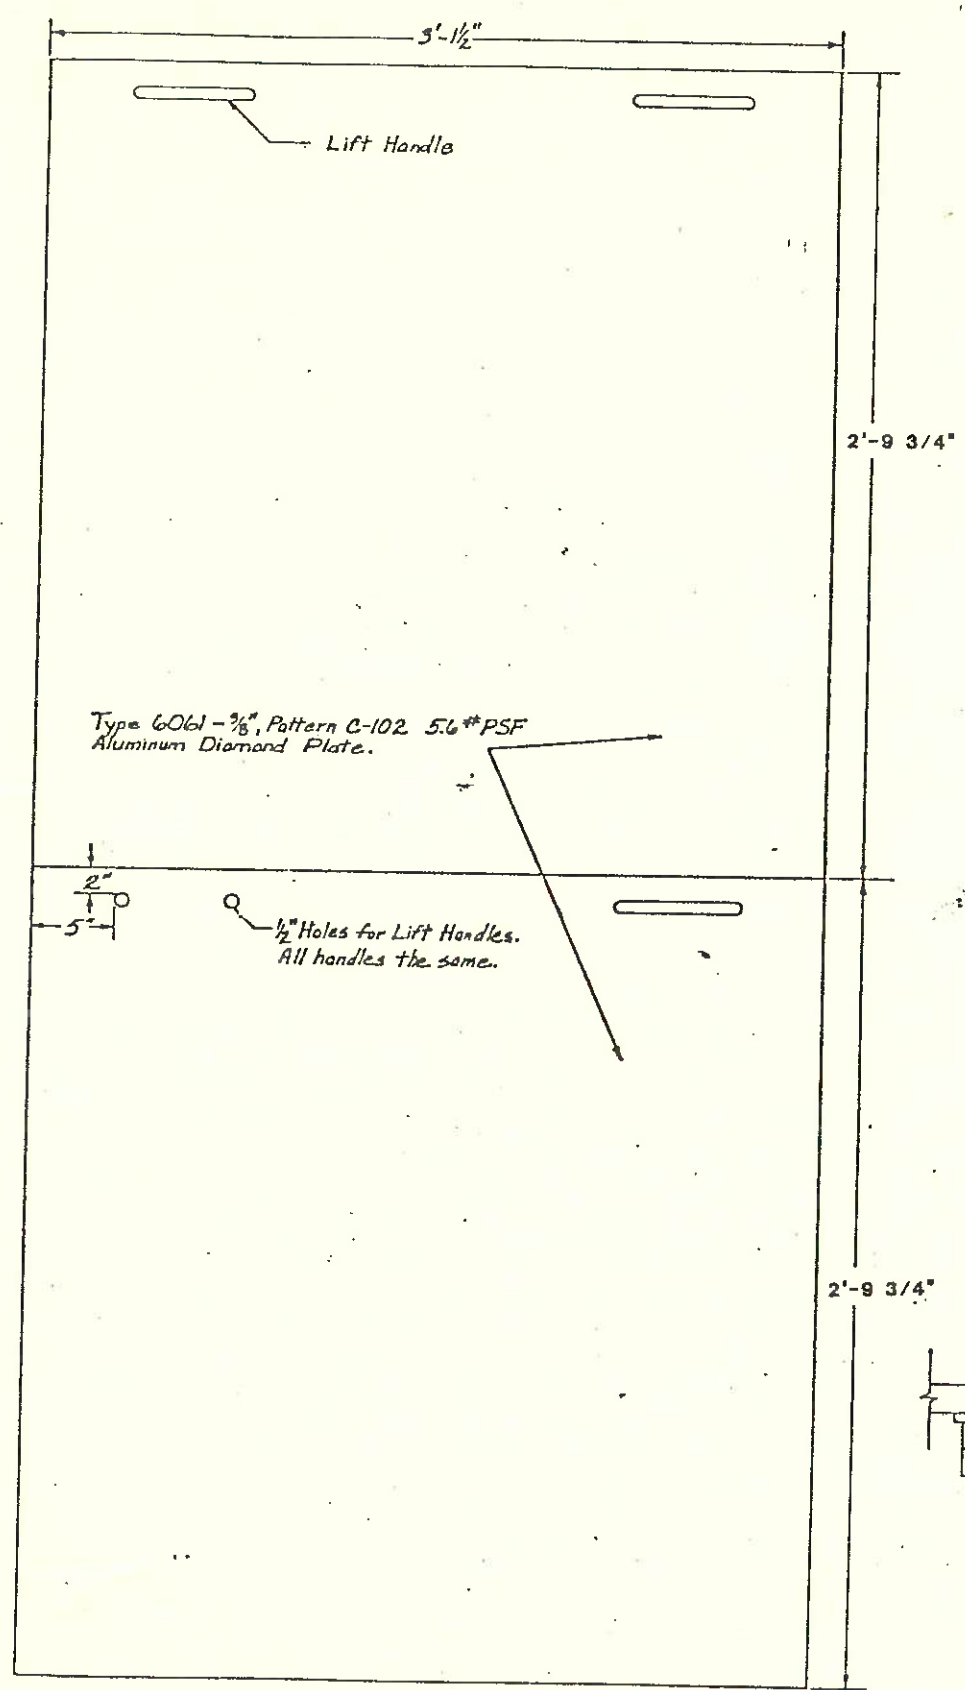 3'-1½"
Lift Handle
2'-9 3/4"
Type 6061-3/8", Pattern C-102 5.6# PSF
Aluminum Diamond Plate.
2"
5"
½" Holes for Lift Handles.
All handles the same.
2'-9 3/4"